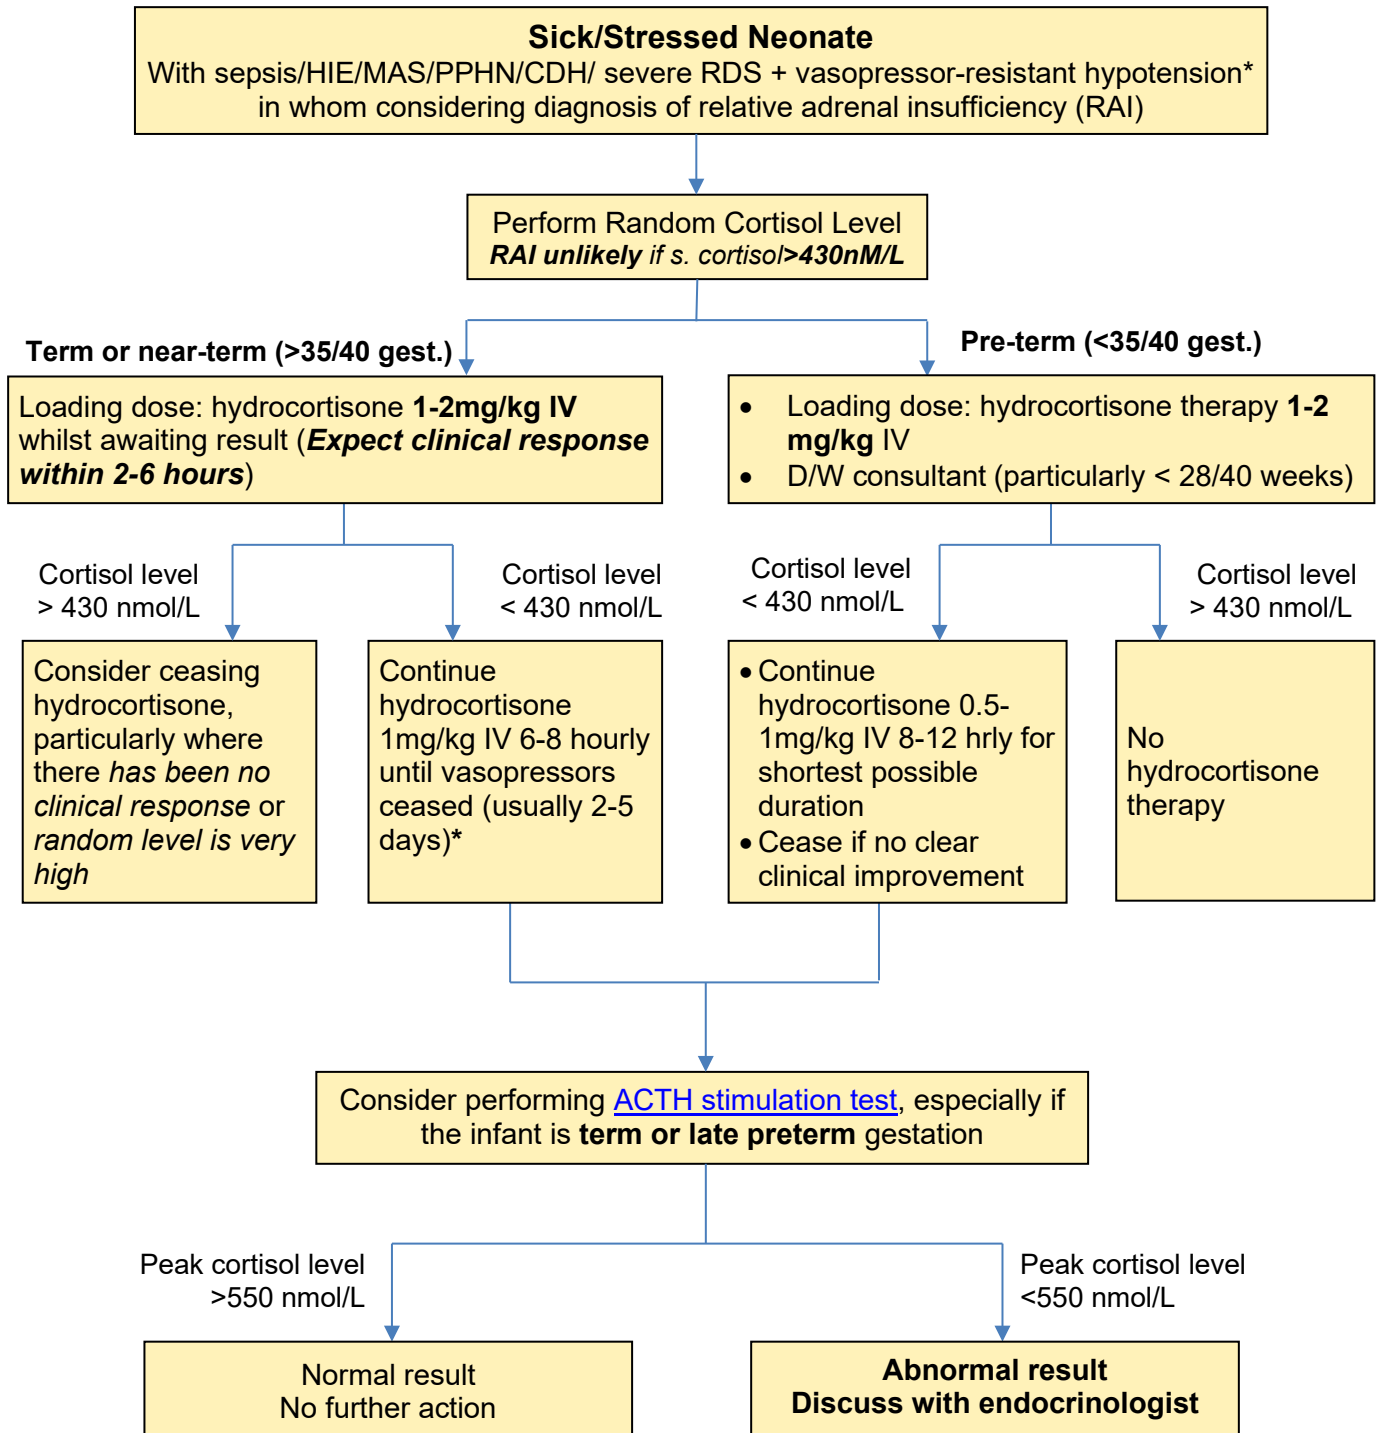 Sick/Stressed Neonate
With sepsis/HIE/MAS/PPHN/CDH/ severe RDS + vasopressor-resistant hypotension*
in whom considering diagnosis of relative adrenal insufficiency (RAI)
Perform Random Cortisol Level
RAI unlikely if s. cortisol>430nM/L
Term or near-term (>35/40 gest.)
Loading dose: hydrocortisone 1-2mg/kg IV
whilst awaiting result (Expect clinical response
within 2-6 hours)
Pre-term (<35/40 gest.)
• Loading dose: hydrocortisone therapy 1-2
mg/kg IV
• D/W consultant (particularly < 28/40 weeks)
Cortisol level
> 430 nmol/L
Consider ceasing
hydrocortisone,
particularly where
there has been no
clinical response or
random level is very
high
Cortisol level
< 430 nmol/L
Continue
hydrocortisone
1mg/kg IV 6-8 hourly
until vasopressors
ceased (usually 2-5
days)*
Cortisol level
< 430 nmol/L
• Continue
hydrocortisone 0.5-
1mg/kg IV 8-12 hrly for
shortest possible
duration
• Cease if no clear
clinical improvement
Cortisol level
> 430 nmol/L
No
hydrocortisone
therapy
Consider performing ACTH stimulation test, especially if
the infant is term or late preterm gestation
Peak cortisol level
>550 nmol/L
Normal result
No further action
Peak cortisol level
<550 nmol/L
Abnormal result
Discuss with endocrinologist